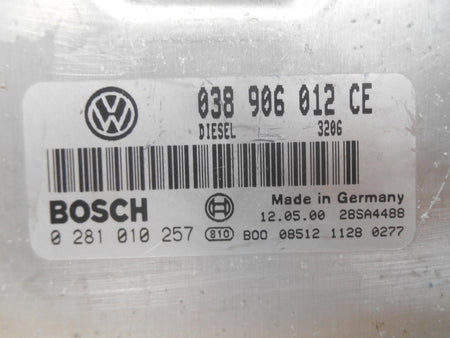 038 906 012 CE
DIESEL 3206
BOSCH Made in Germany
12.05.00 28SA4488
0 281 010 257 810 B00 08512 1128 0277